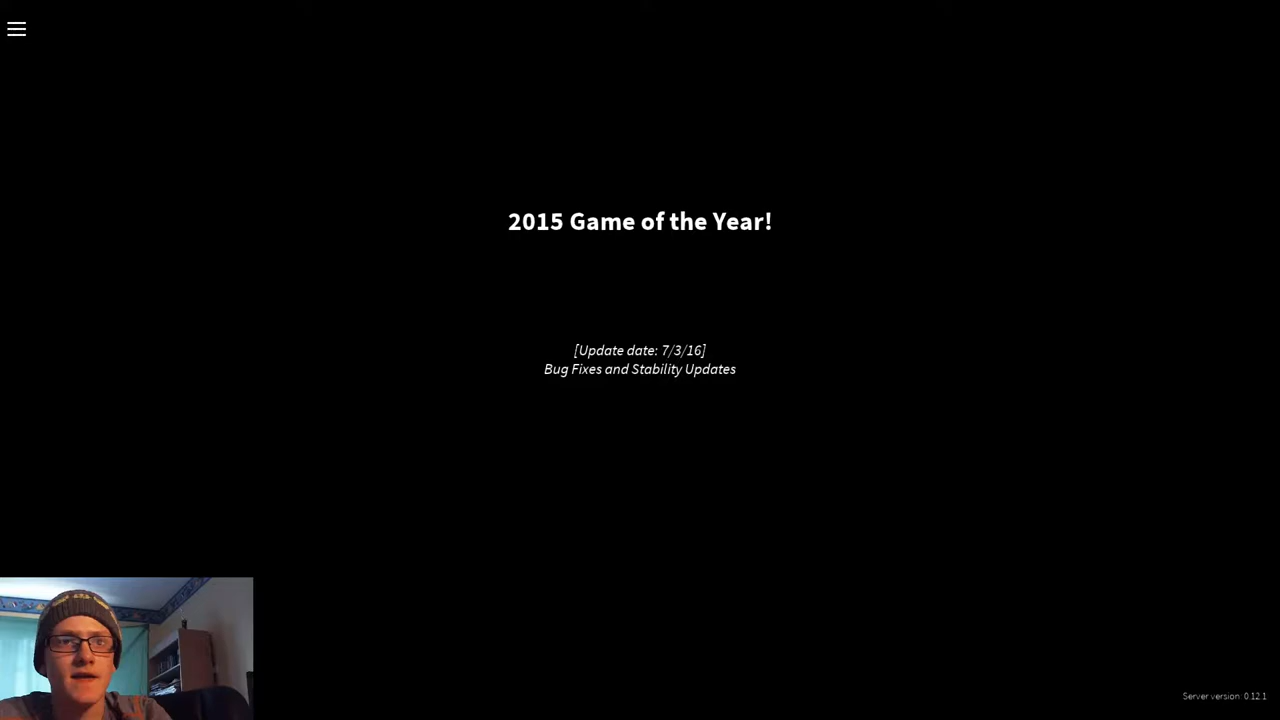 2015 Game of the Year!
[Update date: 7/3/16]
Bug Fixes and Stability Updates
Server version: 0.12.1